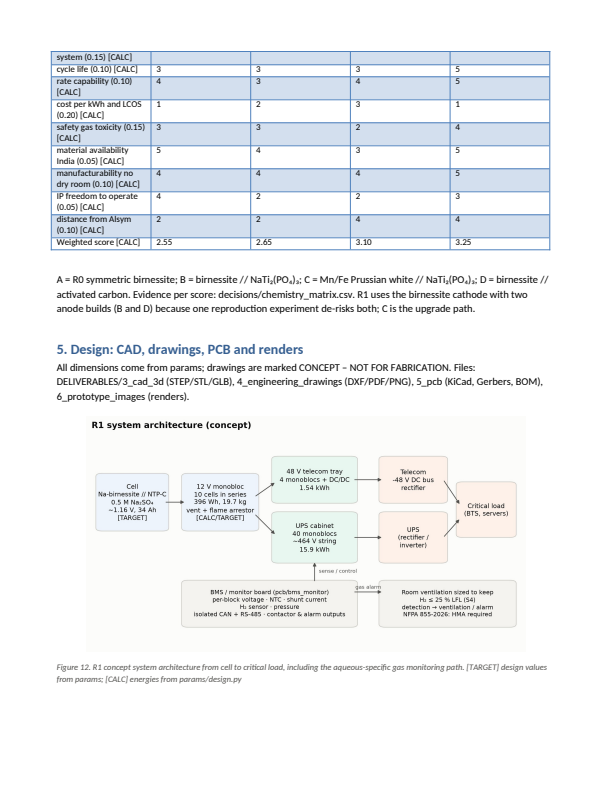 system (0.15) [CALC]
cycle life (0.10) [CALC] 3 3 3 5
rate capability (0.10) 4 3 4 5
[CALC]
cost per kWh and LCOS 1 2 3 1
(0.20) [CALC]
safety gas toxicity (0.15) 3 3 2 4
[CALC]
material availability 5 4 3 5
India (0.05) [CALC]
manufacturability no 4 4 4 5
dry room (0.10) [CALC]
IP freedom to operate 4 2 2 3
(0.05) [CALC]
distance from Alsym 2 2 4 4
(0.10) [CALC]
Weighted score [CALC] 2.55 2.65 3.10 3.25
A = R0 symmetric birnessite; B = birnessite // NaTi₂(PO₄)₃; C = Mn/Fe Prussian white // NaTi₂(PO₄)₃; D = birnessite //
activated carbon. Evidence per score: decisions/chemistry_matrix.csv. R1 uses the birnessite cathode with two
anode builds (B and D) because one reproduction experiment de-risks both; C is the upgrade path.
5. Design: CAD, drawings, PCB and renders
All dimensions come from params; drawings are marked CONCEPT – NOT FOR FABRICATION. Files:
DELIVERABLES/3_cad_3d (STEP/STL/GLB), 4_engineering_drawings (DXF/PDF/PNG), 5_pcb (KiCad, Gerbers, BOM),
6_prototype_images (renders).
R1 system architecture (concept)
Cell
Na-birnessite // NTP-C
0.5 M Na₂SO₄
~1.16 V, 34 Ah
[TARGET]
12 V monobloc
10 cells in series
396 Wh, 19.7 kg
vent + flame arrestor
[CALC/TARGET]
48 V telecom tray
4 monoblocs + DC/DC
1.54 kWh
Telecom
-48 V DC bus
rectifier
UPS cabinet
40 monoblocs
~464 V string
15.9 kWh
UPS
(rectifier /
inverter)
Critical load
(BTS, servers)
sense / control
BMS / monitor board (pcb/bms_monitor)
per-block voltage · NTC · shunt current
H₂ sensor · pressure
isolated CAN + RS-485 · contactor & alarm outputs
gas alarm
Room ventilation sized to keep
H₂ ≤ 25 % LFL (S4)
detection → ventilation / alarm
NFPA 855-2026: HMA required
Figure 12. R1 concept system architecture from cell to critical load, including the aqueous-specific gas monitoring path. [TARGET] design values
from params; [CALC] energies from params/design.py